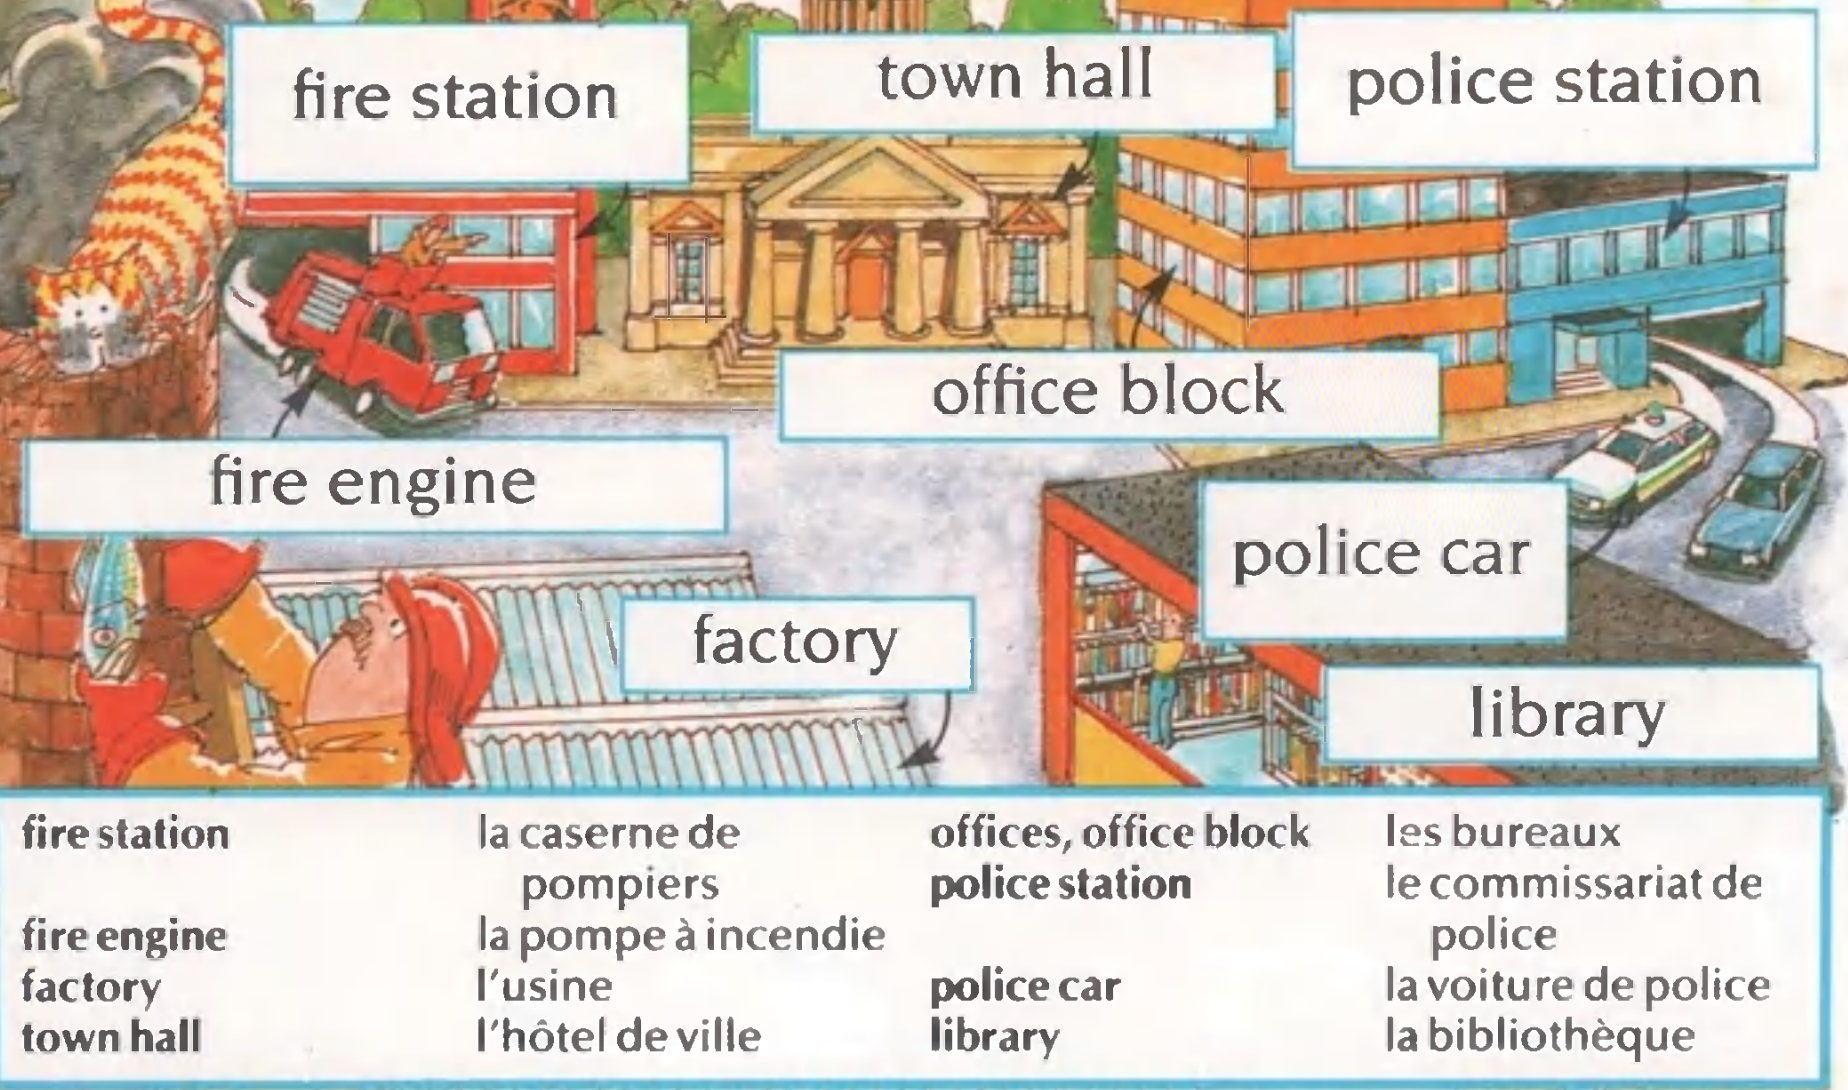 fire station
town hall
police station
office block
fire engine
police car
factory
library
fire station la caserne de
pompiers
fire engine la pompe à incendie
factory l'usine
town hall l'hôtel de ville
offices, office block les bureaux
police station le commissariat de
police
police car la voiture de police
library la bibliothèque